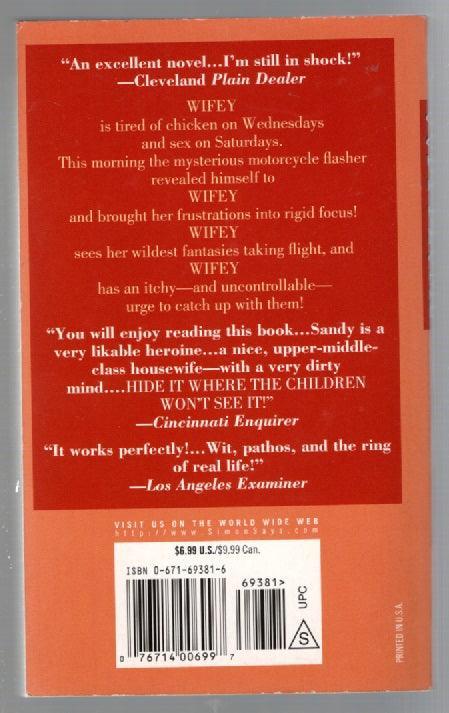 “An excellent novel...I’m still in shock!”
—Cleveland Plain Dealer
WIFEY
is tired of chicken on Wednesdays
and sex on Saturdays.
This morning the mysterious motorcycle flasher
revealed himself to
WIFEY
and brought her frustrations into rigid focus!
WIFEY
sees her wildest fantasies taking flight, and
WIFEY
has an itchy—and uncontrollable—
urge to catch up with them!
“You will enjoy reading this book...Sandy is a
very likable heroine...a nice, upper-middle-
class housewife—with a very dirty
mind....HIDE IT WHERE THE CHILDREN
WON’T SEE IT!”
—Cincinnati Enquirer
“It works perfectly!...Wit, pathos, and the ring
of real life!”
—Los Angeles Examiner
VISIT US ON THE WORLD WIDE WEB
http://www.SimonSays.com
$6.99 U.S./$9.99 Can.
ISBN 0-671-69381-6
69381>
UPC
S
0 76714 00699 7
PRINTED IN U.S.A.